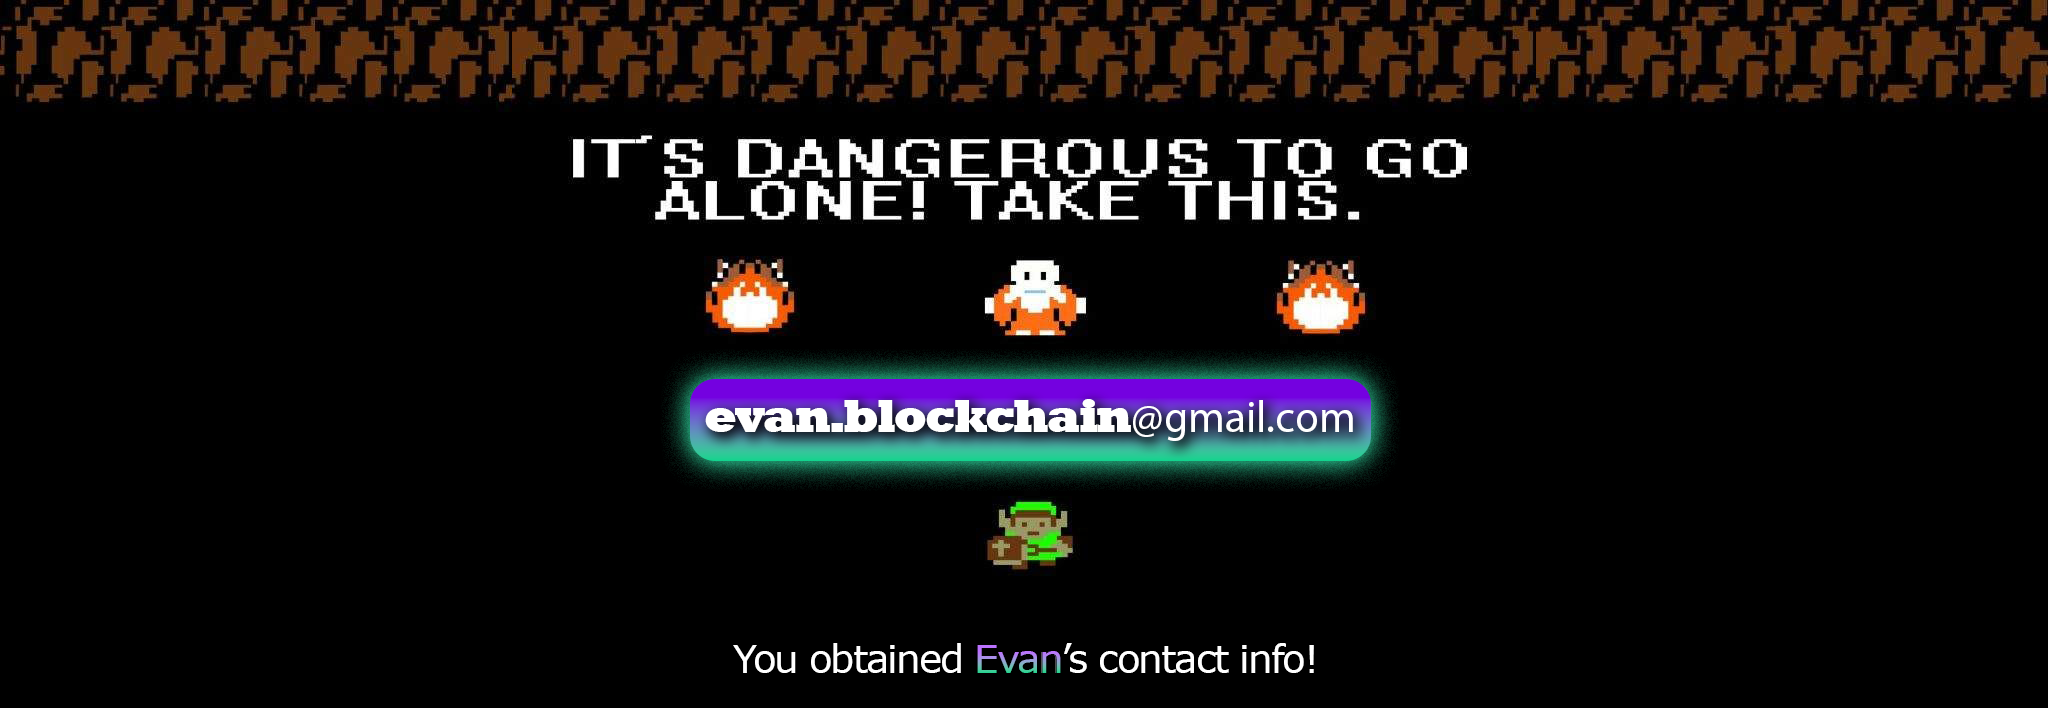 IT´S DANGEROUS TO GO
ALONE! TAKE THIS.
evan.blockchain@gmail.com
You obtained Evan’s contact info!